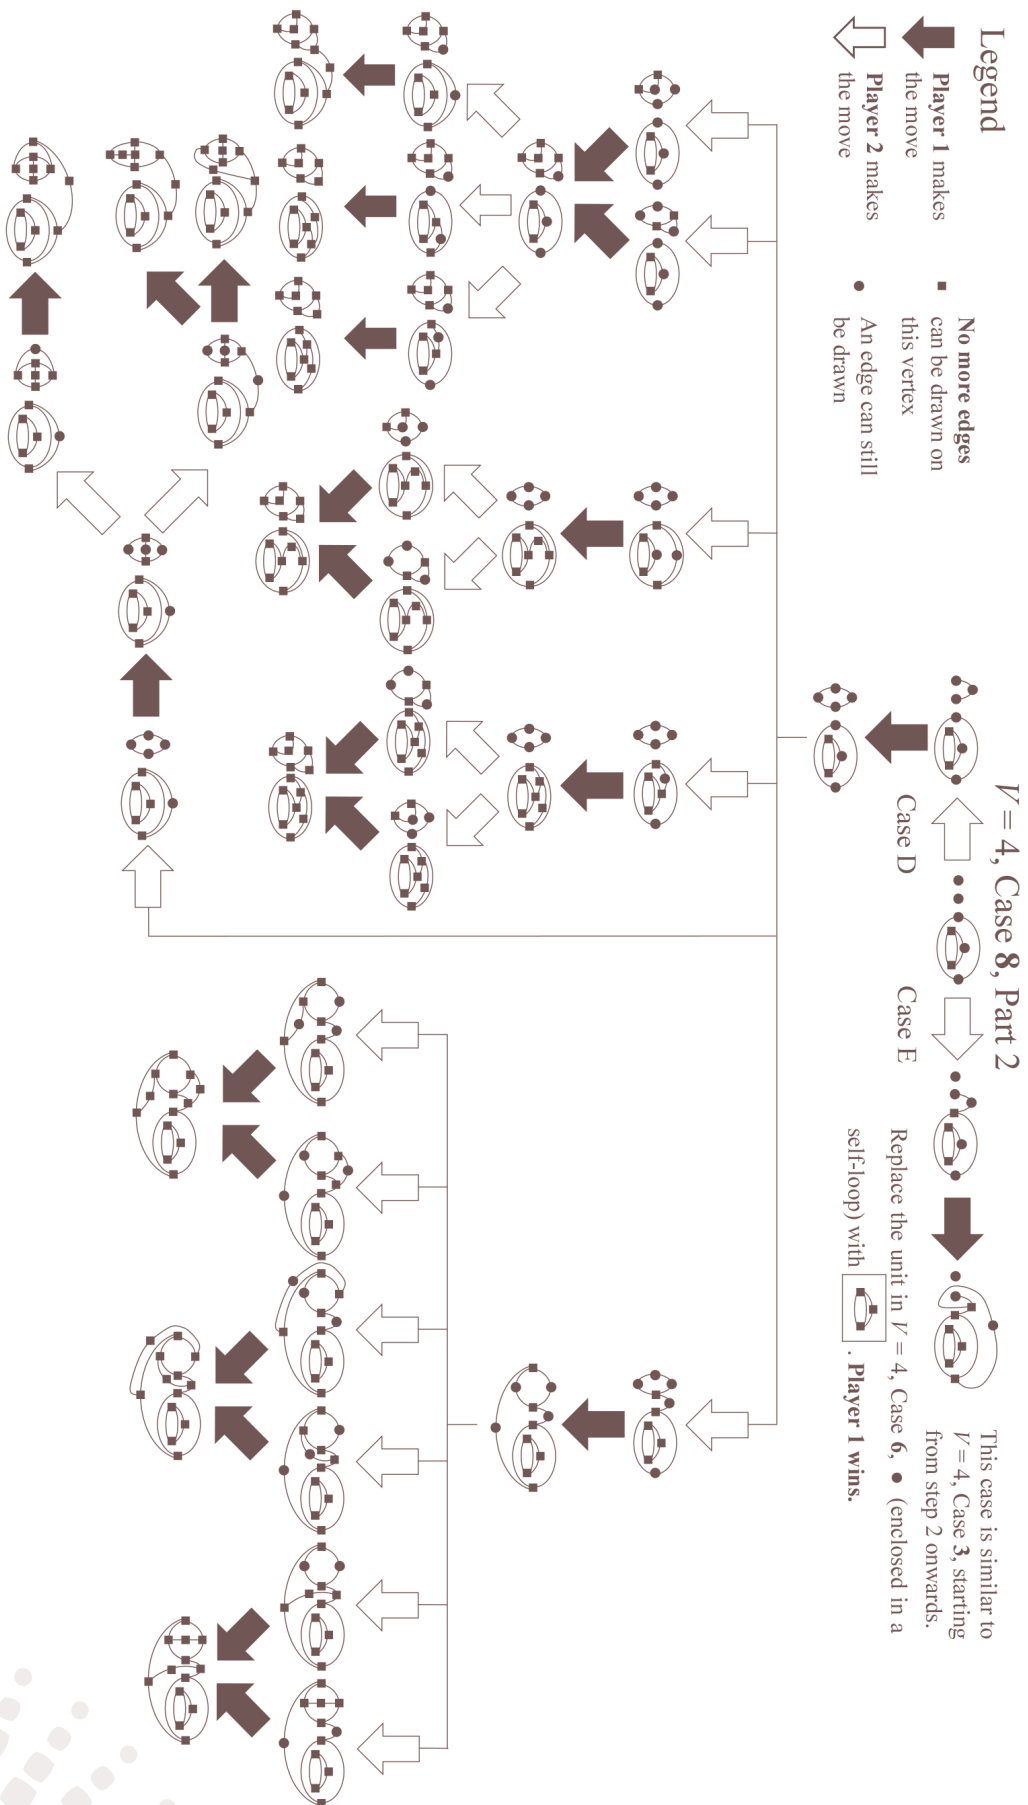 V = 4, Case 8, Part 2
Legend
Player 1 makes
the move
Player 2 makes
the move
No more edges
can be drawn on
this vertex
An edge can still
be drawn
Case D
Case E
This case is similar to
V = 4, Case 3, starting
from step 2 onwards.
Replace the unit in V = 4, Case 6, ● (enclosed in a
self-loop) with . Player 1 wins.